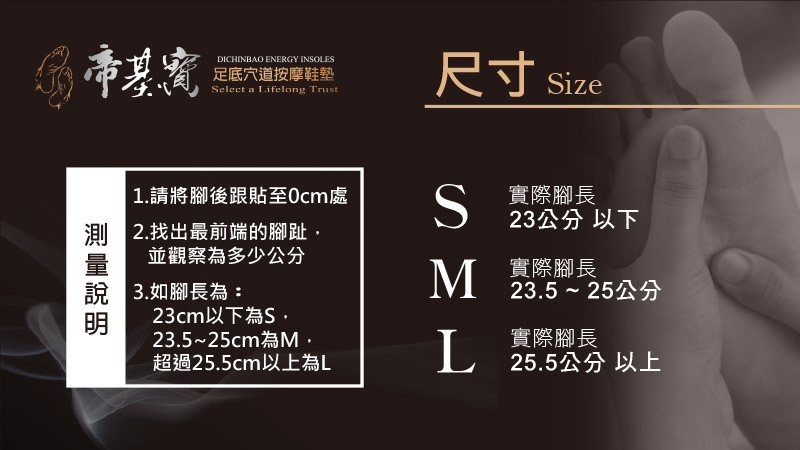 帝基寶
DICHINBAO ENERGY INSOLES
足底穴道按摩鞋墊
Select a Lifelong Trust
尺寸 Size
測量說明
1.請將腳後跟貼至0cm處
2.找出最前端的腳趾，
並觀察為多少公分
3.如腳長為：
23cm以下為S，
23.5~25cm為M，
超過25.5cm以上為L
S
實際腳長
23公分 以下
M
實際腳長
23.5 ~ 25公分
L
實際腳長
25.5公分 以上